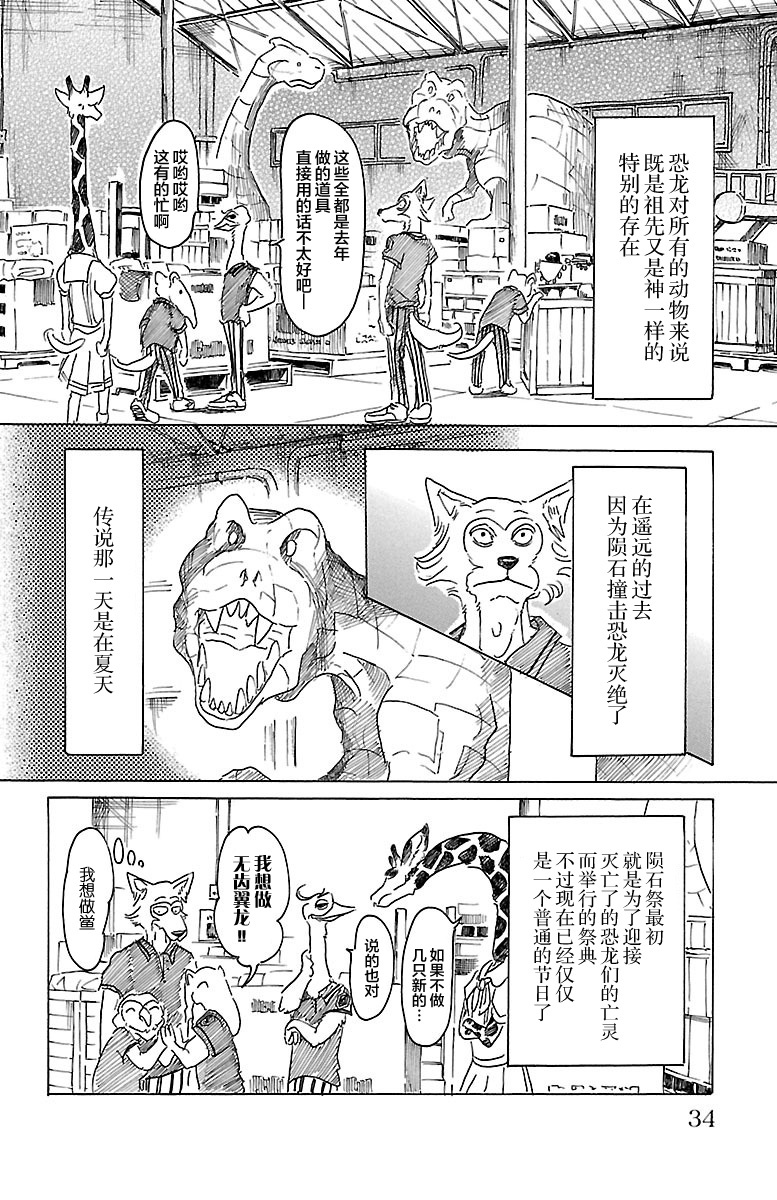 恐龙对所有的动物来说
既是祖先又是神一样的
特别的存在
这些全都是去年
做的道具
直接用的话不太好吧—
哎哟哎哟
这有的忙啊
在遥远的过去
因为陨石撞击恐龙灭绝了
传说那一天是在夏天
陨石祭最初
就是为了迎接
灭亡了的恐龙们的亡灵
而举行的祭典
不过现在已经仅仅
是一个普通的节日了
如果不做
几只新的…
说的也对
我想做
无齿翼龙!!
我想做蛍
34